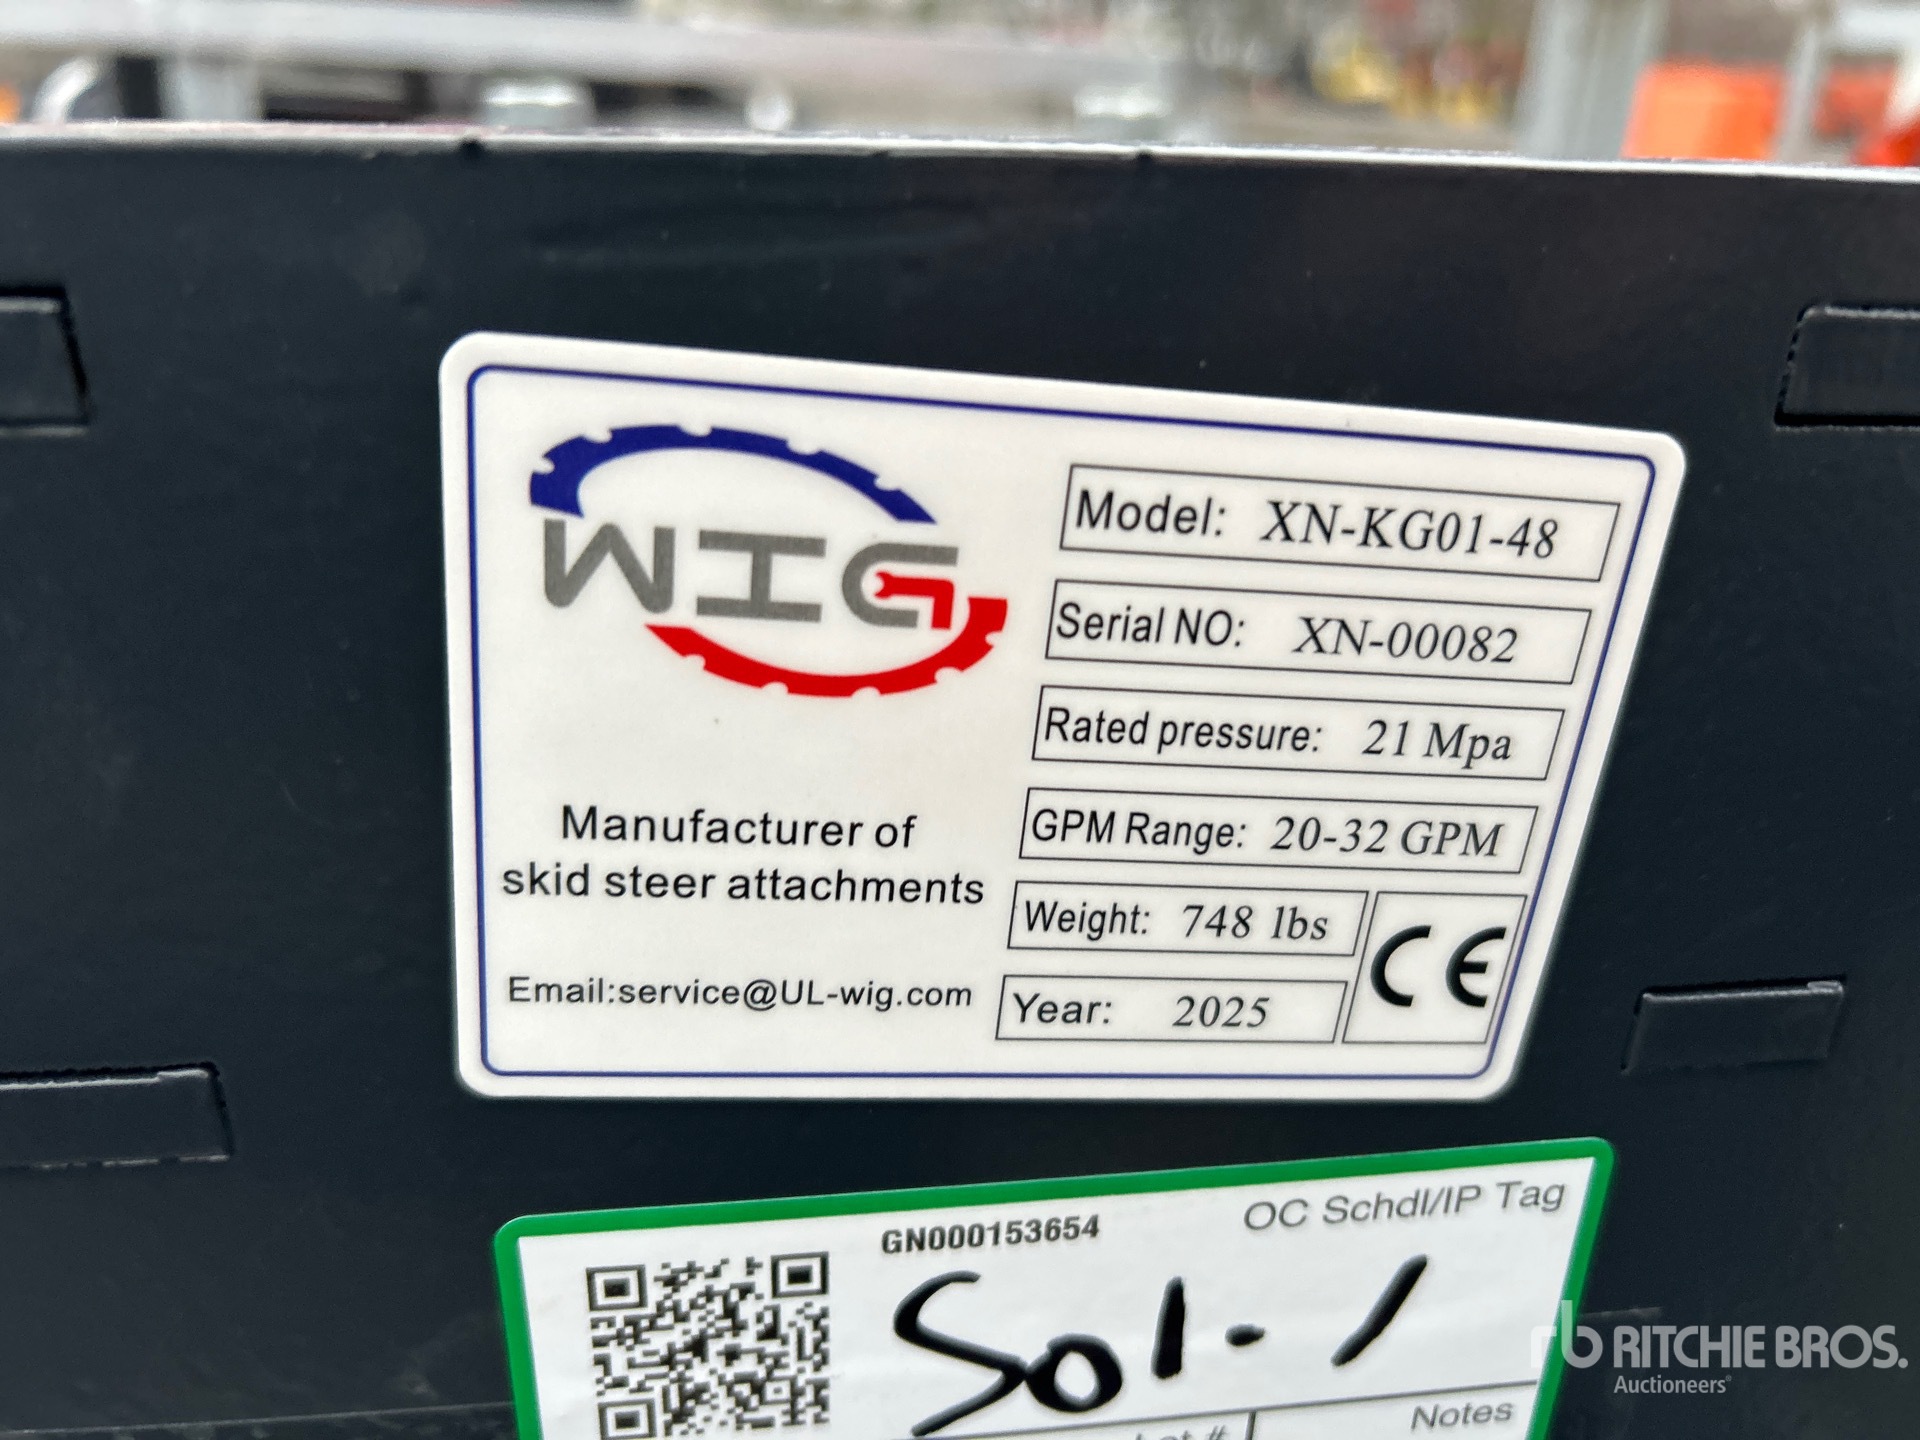 WIG
Manufacturer of
skid steer attachments
Email:service@UL-wig.com
Model: XN-KG01-48
Serial NO: XN-00082
Rated pressure: 21 Mpa
GPM Range: 20-32 GPM
Weight: 748 lbs
Year: 2025
CE
GN000153654
OC Schdl/IP Tag
Sol-1
Notes
rb RITCHIE BROS.
Auctioneers